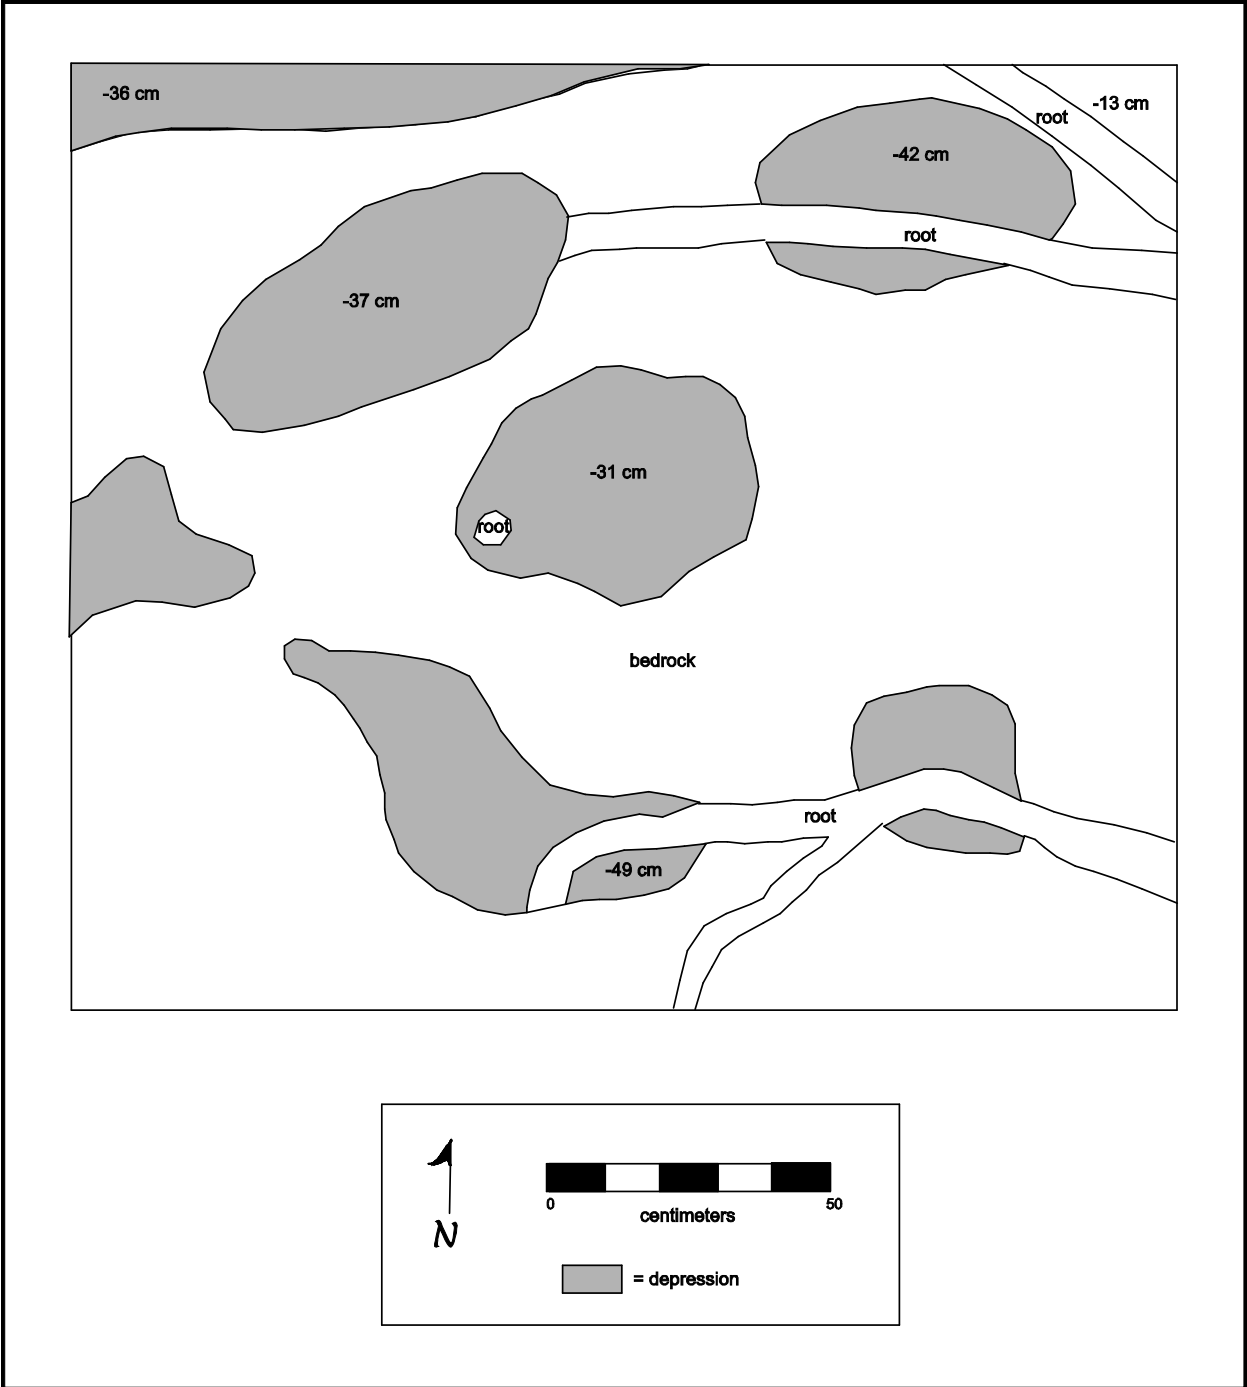 -36 cm
-13 cm
root
-42 cm
root
-37 cm
-31 cm
root
bedrock
root
-49 cm
N
0
50
centimeters
= depression